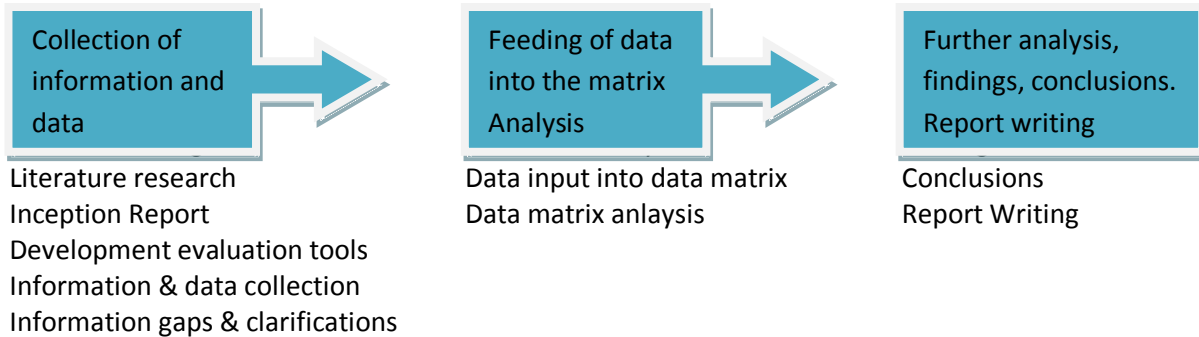 Collection of
information and
data
Literature research
Inception Report
Development evaluation tools
Information & data collection
Information gaps & clarifications
Feeding of data
into the matrix
Analysis
Data input into data matrix
Data matrix anlaysis
Further analysis,
findings, conclusions.
Report writing
Conclusions
Report Writing